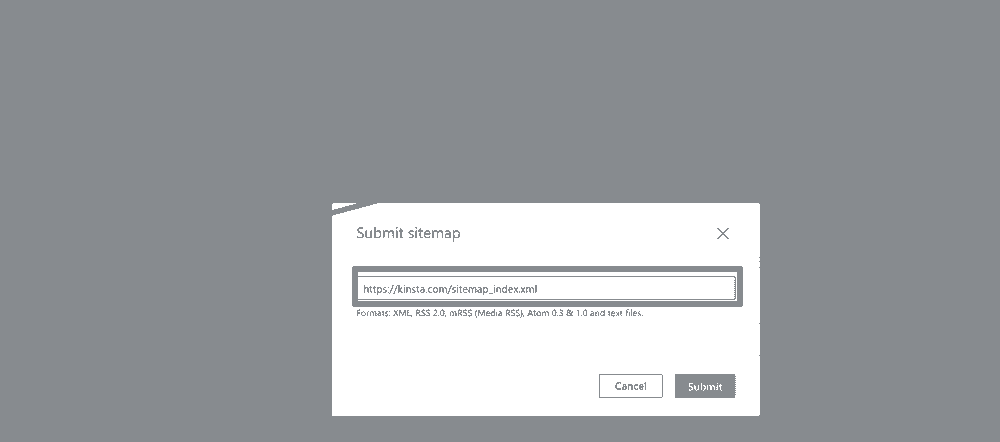 Submit sitemap
https://kinsta.com/sitemap_index.xml
Formats: XML, RSS 2.0, mRSS (Media RSS), Atom 0.3 & 1.0 and text files.
Cancel Submit